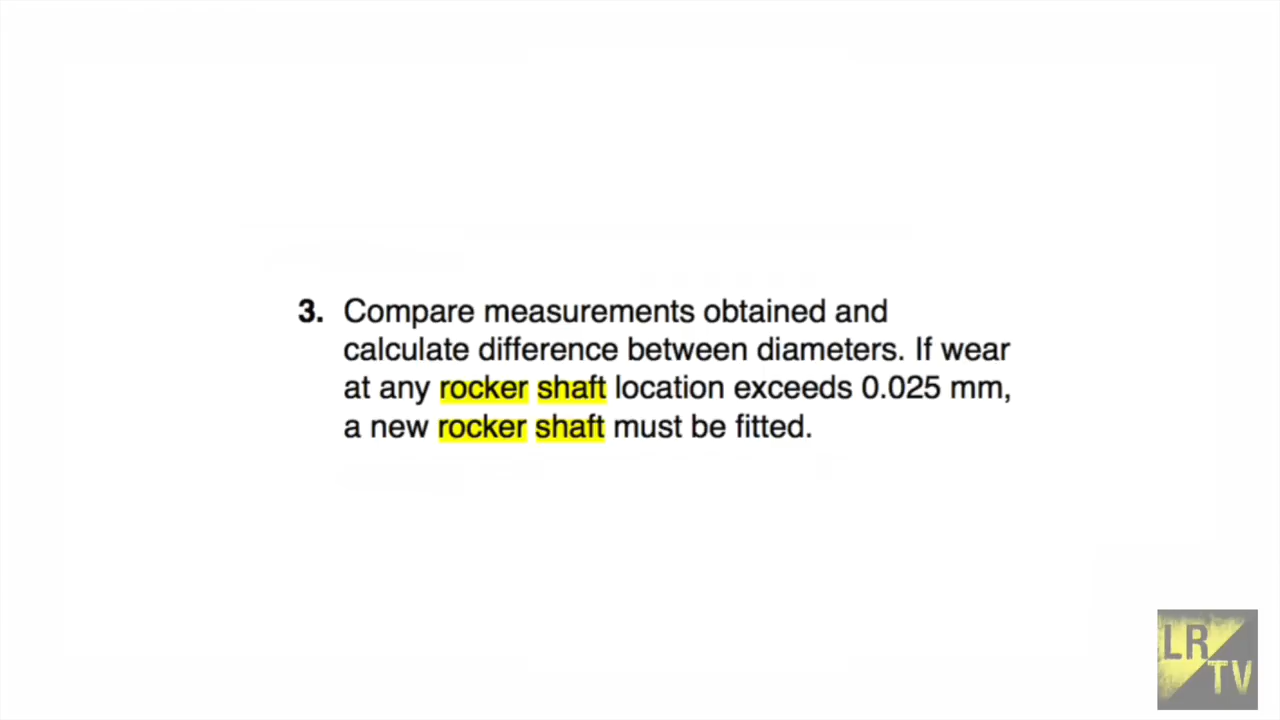 3. Compare measurements obtained and
calculate difference between diameters. If wear
at any rocker shaft location exceeds 0.025 mm,
a new rocker shaft must be fitted.
LR
TV